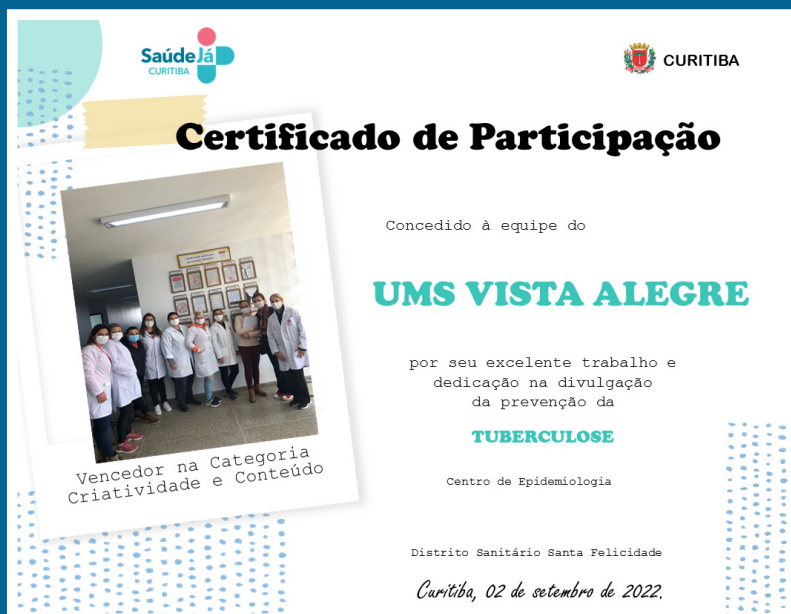 SaúdeJá
CURITIBA
CURITIBA
Certificado de Participação
Concedido à equipe do
UMS VISTA ALEGRE
por seu excelente trabalho e
dedicação na divulgação
da prevenção da
TUBERCULOSE
Centro de Epidemiologia
Vencedor na Categoria
Criatividade e Conteúdo
Distrito Sanitário Santa Felicidade
Curitiba, 02 de setembro de 2022.